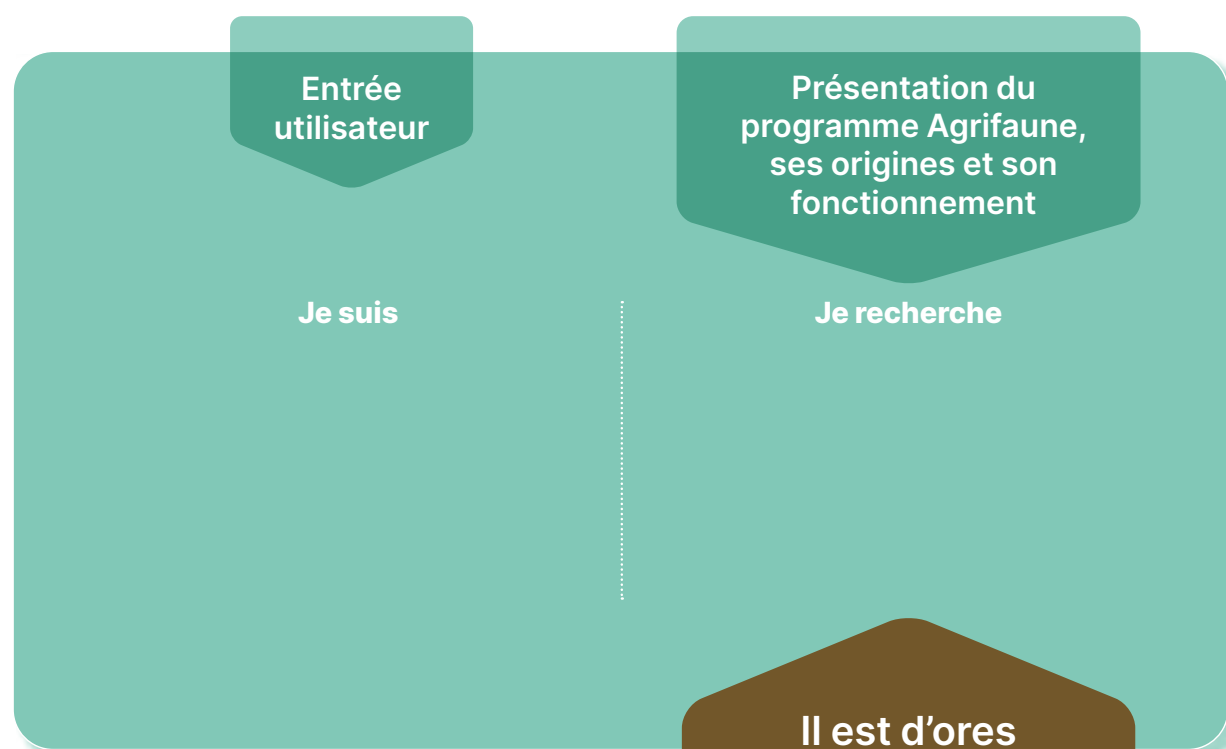 Entrée
utilisateur
Présentation du
programme Agrifaune,
ses origines et son
fonctionnement
Je suis
Je recherche
Il est d’ores